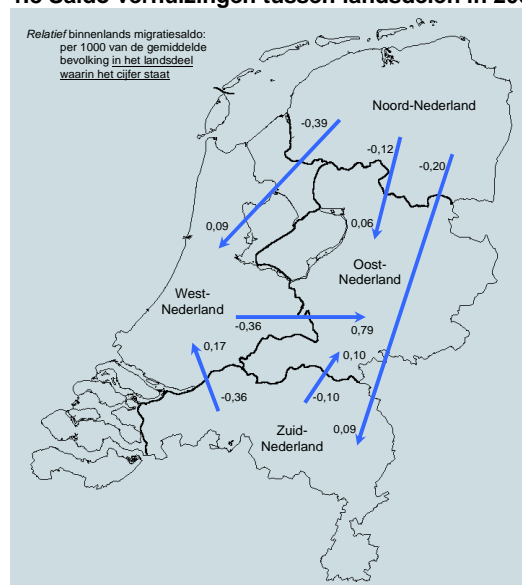 Relatief binnenlands migratiesaldo:
per 1000 van de gemiddelde
bevolking in het landsdeel
waarin het cijfer staat
Noord-Nederland
-0,39
-0,12
-0,20
0,09
0,06
Oost-
Nederland
West-
Nederland
-0,36
0,79
0,17
0,10
-0,36
-0,10
Zuid-
Nederland
0,09